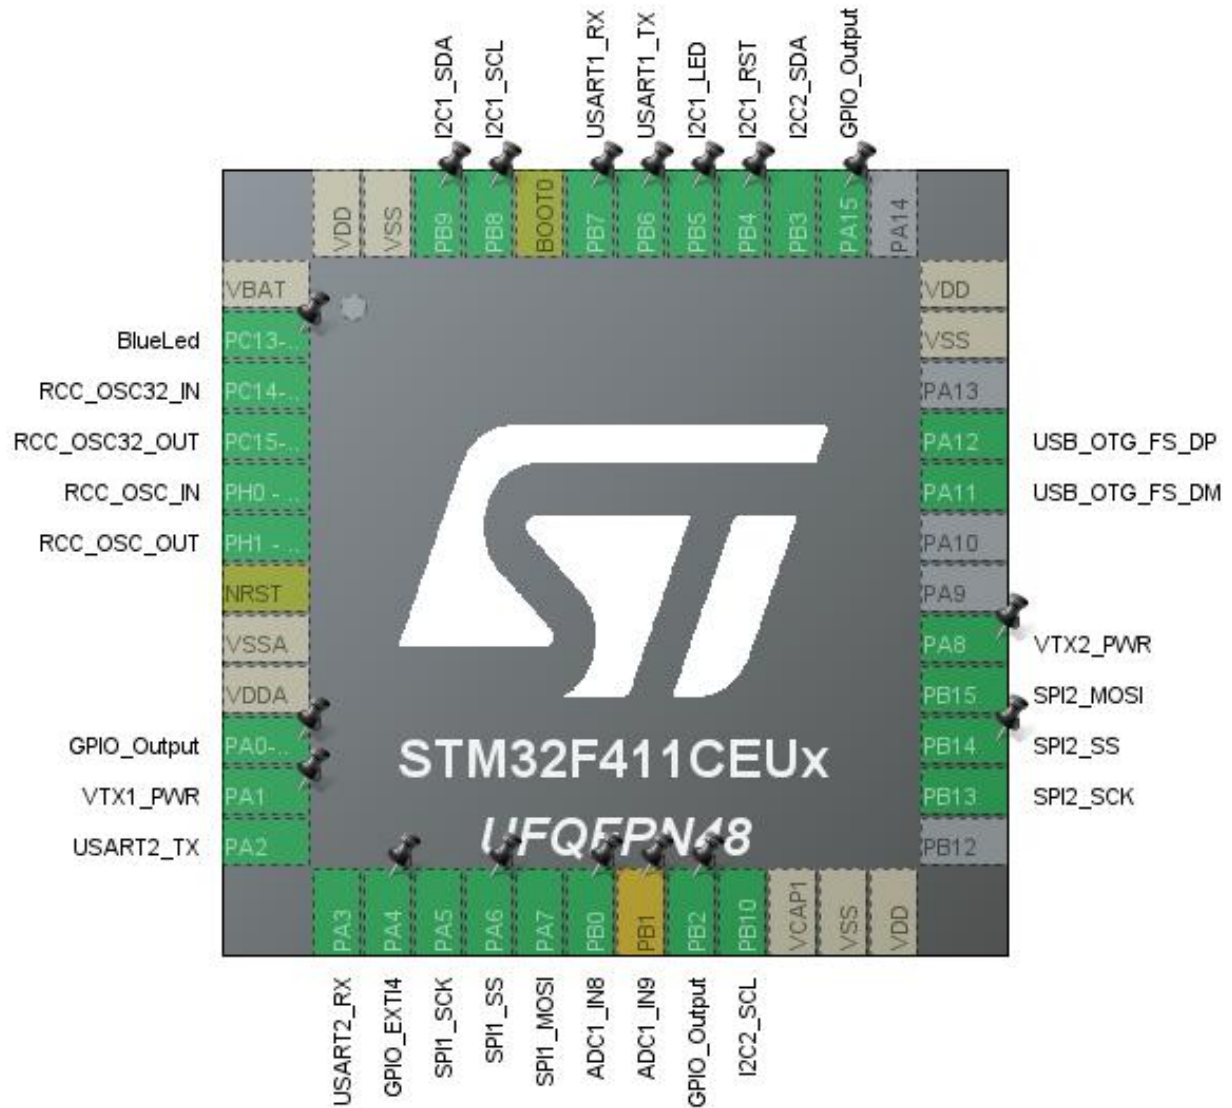 I2C1_SDA
I2C1_SCL
USART1_RX
USART1_TX
I2C1_LED
I2C1_RST
I2C2_SDA
GPIO_Output
VDD
VSS
PB9
PB8
BOOT0
PB7
PB6
PB5
PB4
PB3
PA15
PA14
VBAT
BlueLed PC13-..
RCC_OSC32_IN PC14-..
RCC_OSC32_OUT PC15-..
RCC_OSC_IN PH0 - ..
RCC_OSC_OUT PH1 - ..
NRST
VSSA
VDDA
GPIO_Output PA0-..
VTX1_PWR PA1
USART2_TX PA2
VDD
VSS
PA13
PA12 USB_OTG_FS_DP
PA11 USB_OTG_FS_DM
PA10
PA9
PA8 VTX2_PWR
PB15 SPI2_MOSI
PB14 SPI2_SS
PB13 SPI2_SCK
PB12
ST
STM32F411CEUx
UFQFPN48
PA3
PA4
PA5
PA6
PA7
PB0
PB1
PB2
PB10
VCAP1
VSS
VDD
USART2_RX
GPIO_EXTI4
SPI1_SCK
SPI1_SS
SPI1_MOSI
ADC1_IN8
ADC1_IN9
GPIO_Output
I2C2_SCL